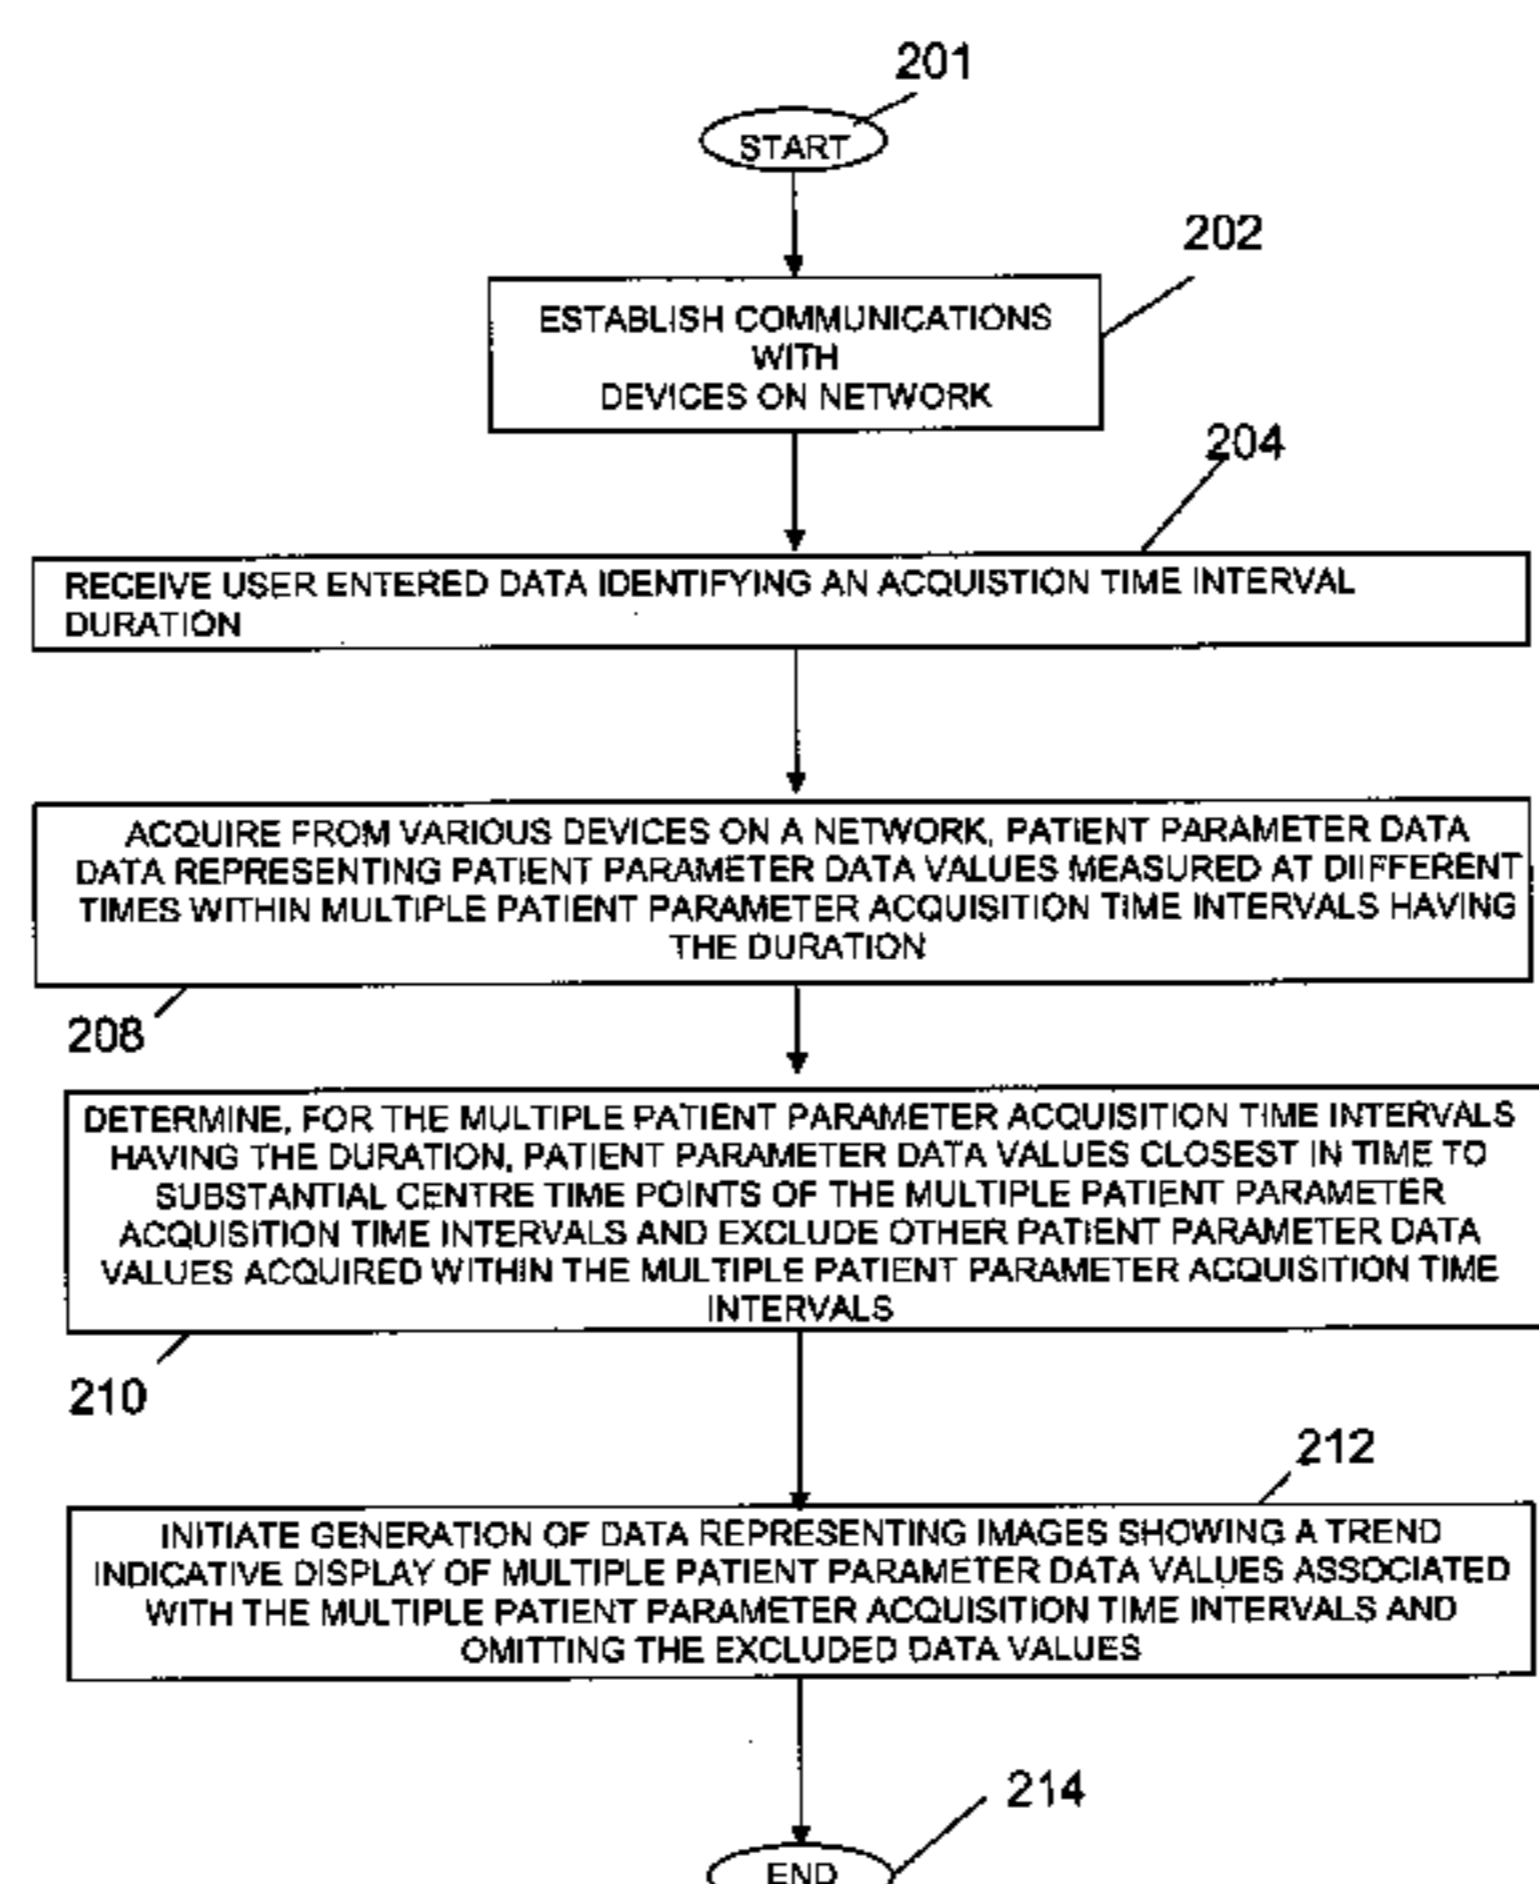 201
START
202
ESTABLISH COMMUNICATIONS
WITH
DEVICES ON NETWORK
204
RECEIVE USER ENTERED DATA IDENTIFYING AN ACQUISTION TIME INTERVAL
DURATION
ACQUIRE FROM VARIOUS DEVICES ON A NETWORK, PATIENT PARAMETER DATA
DATA REPRESENTING PATIENT PARAMETER DATA VALUES MEASURED AT DIIFFERENT
TIMES WITHIN MULTIPLE PATIENT PARAMETER ACQUISITION TIME INTERVALS HAVING
THE DURATION
208
DETERMINE, FOR THE MULTIPLE PATIENT PARAMETER ACQUISITION TIME INTERVALS
HAVING THE DURATION, PATIENT PARAMETER DATA VALUES CLOSEST IN TIME TO
SUBSTANTIAL CENTRE TIME POINTS OF THE MULTIPLE PATIENT PARAMETER
ACQUISITION TIME INTERVALS AND EXCLUDE OTHER PATIENT PARAMETER DATA
VALUES ACQUIRED WITHIN THE MULTIPLE PATIENT PARAMETER ACQUISITION TIME
INTERVALS
210
212
INITIATE GENERATION OF DATA REPRESENTING IMAGES SHOWING A TREND
INDICATIVE DISPLAY OF MULTIPLE PATIENT PARAMETER DATA VALUES ASSOCIATED
WITH THE MULTIPLE PATIENT PARAMETER ACQUISITION TIME INTERVALS AND
OMITTING THE EXCLUDED DATA VALUES
214
END